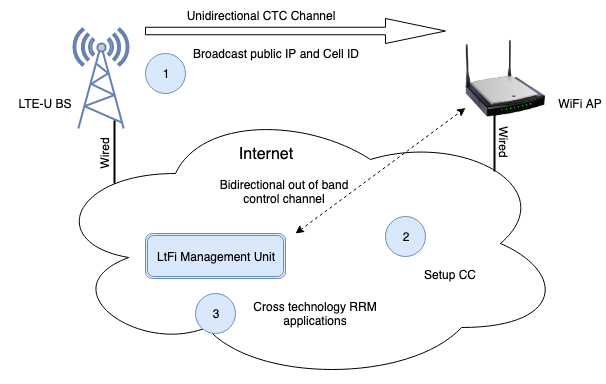 Unidirectional CTC Channel
Broadcast public IP and Cell ID
1
LTE-U BS
WiFi AP
Wired
Wired
Internet
Bidirectional out of band
control channel
2
LtFi Management Unit
Setup CC
3
Cross technology RRM
applications